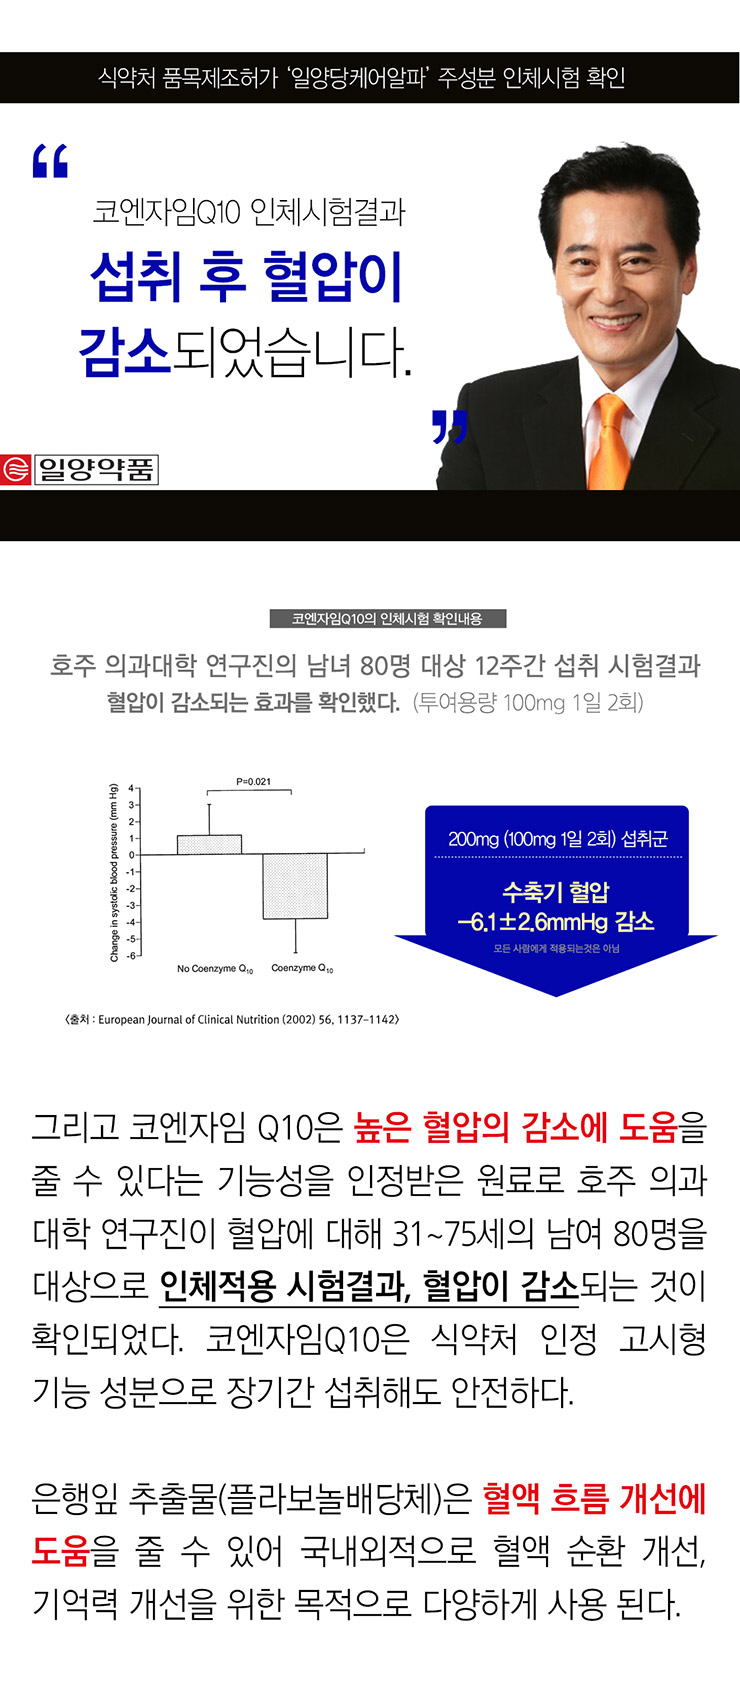 식약처 품목제조허가 ‘일양당케어알파’ 주성분 인체시험 확인
“
코엔자임Q10 인체시험결과
섭취 후 혈압이
감소되었습니다.
”
일양약품
코엔자임Q10의 인체시험 확인내용
호주 의과대학 연구진의 남녀 80명 대상 12주간 섭취 시험결과
혈압이 감소되는 효과를 확인했다. (투여용량 100mg 1일 2회)
Change in systolic blood pressure (mm Hg)
4
3
2
1
0
-1
-2
-3
-4
-5
-6
P=0.021
No Coenzyme Q10
Coenzyme Q10
200mg (100mg 1일 2회) 섭취군
수축기 혈압
-6.1±2.6mmHg 감소
모든 사람에게 적용되는것은 아님
<출처 : European Journal of Clinical Nutrition (2002) 56, 1137-1142>
그리고 코엔자임 Q10은 높은 혈압의 감소에 도움을
줄 수 있다는 기능성을 인정받은 원료로 호주 의과
대학 연구진이 혈압에 대해 31~75세의 남여 80명을
대상으로 인체적용 시험결과, 혈압이 감소되는 것이
확인되었다. 코엔자임Q10은 식약처 인정 고시형
기능 성분으로 장기간 섭취해도 안전하다.
은행잎 추출물(플라보놀배당체)은 혈액 흐름 개선에
도움을 줄 수 있어 국내외적으로 혈액 순환 개선,
기억력 개선을 위한 목적으로 다양하게 사용 된다.